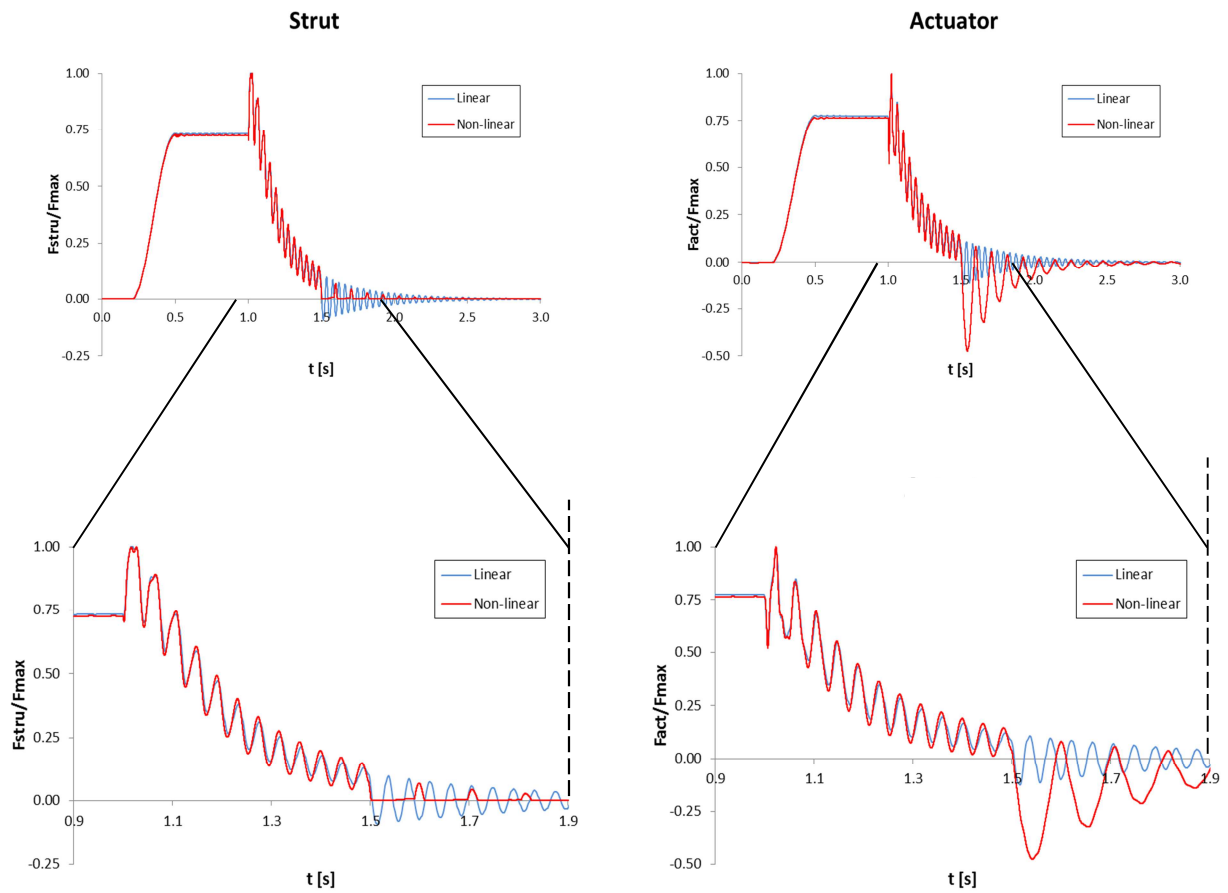 Strut
Actuator
1.00
0.75
0.50
0.25
0.00
-0.25
0.0
0.5
1.0
1.5
2.0
2.5
3.0
Fstru/Fmax
t [s]
Linear
Non-linear
1.00
0.75
0.50
0.25
0.00
-0.25
-0.50
0.0
0.5
1.0
1.5
2.0
2.5
3.0
Fact/Fmax
t [s]
Linear
Non-linear
1.00
0.75
0.50
0.25
0.00
-0.25
0.9
1.1
1.3
1.5
1.7
1.9
Fstru/Fmax
t [s]
Linear
Non-linear
1.00
0.75
0.50
0.25
0.00
-0.25
-0.50
0.9
1.1
1.3
1.5
1.7
1.9
Fact/Fmax
t [s]
Linear
Non-linear